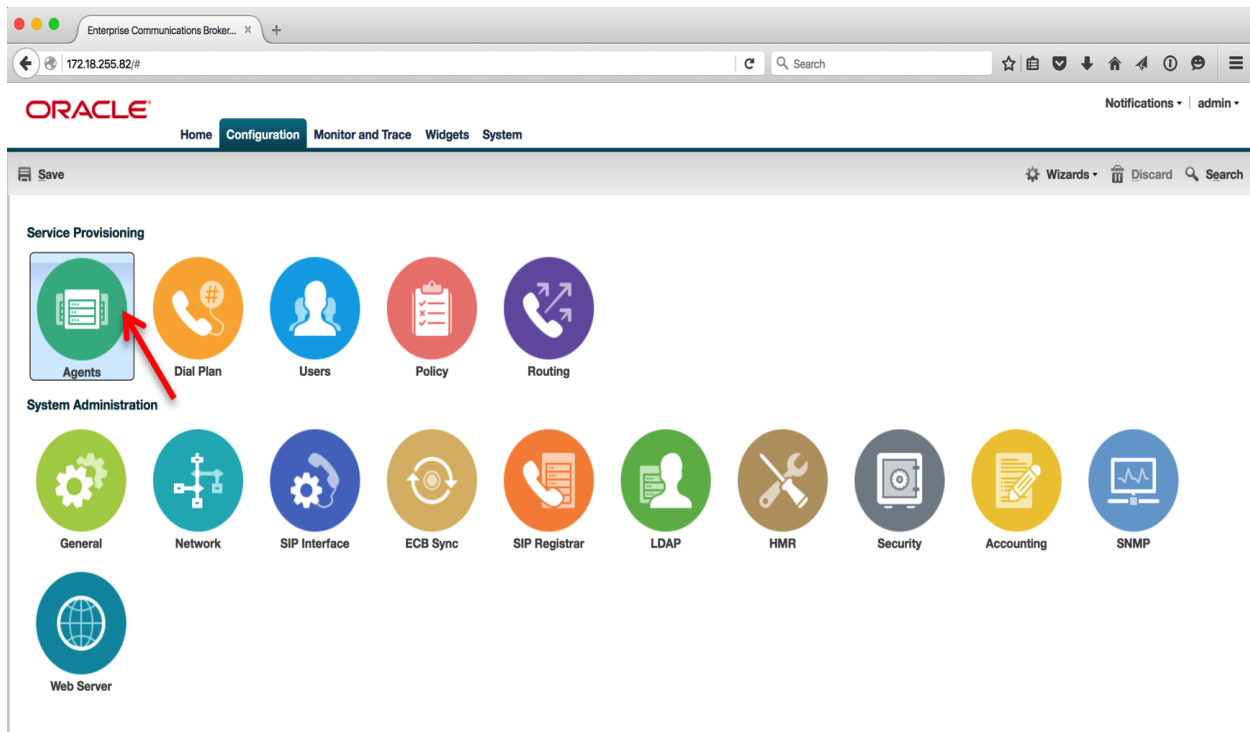 Enterprise Communications Broker... × +
172.18.255.82/# Search
ORACLE®
Notifications admin
Home Configuration Monitor and Trace Widgets System
Save Wizards Discard Search
Service Provisioning
#
Agents Dial Plan Users Policy Routing
System Administration
General Network SIP Interface ECB Sync SIP Registrar LDAP HMR Security Accounting SNMP
Web Server